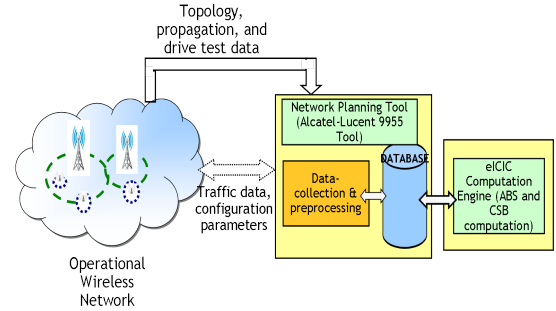 Topology,
propagation, and
drive test data
Network Planning Tool
(Alcatel-Lucent 9955
Tool)
DATABASE
Data-
collection &
preprocessing
eICIC
Computation
Engine (ABS and
CSB
computation)
Traffic data,
configuration
parameters
Operational
Wireless
Network